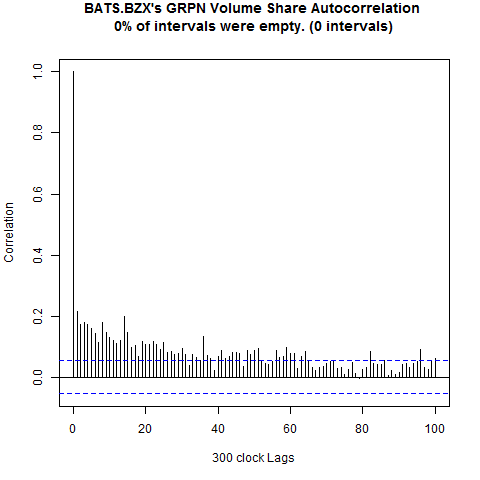 BATS.BZX's GRPN Volume Share Autocorrelation
0% of intervals were empty. (0 intervals)
1.0
0.8
0.6
0.4
0.2
0.0
Correlation
0 20 40 60 80 100
300 clock Lags